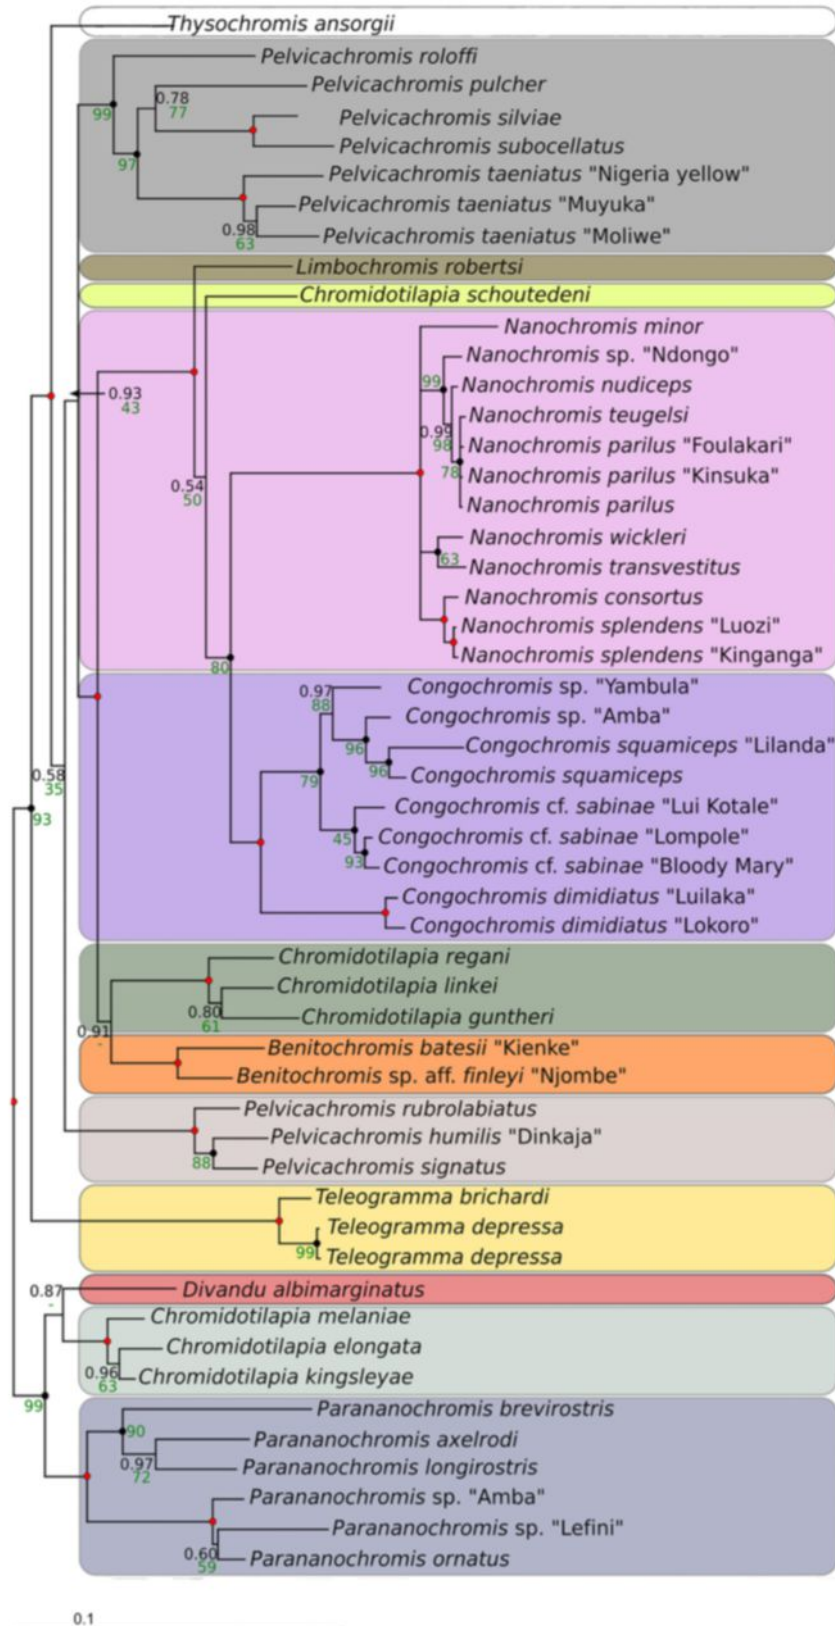 Thysochromis ansorgii
Pelvicachromis roloffi
Pelvicachromis pulcher
0.78
77
Pelvicachromis silviae
99
Pelvicachromis subocellatus
97
Pelvicachromis taeniatus "Nigeria yellow"
Pelvicachromis taeniatus "Muyuka"
0.98
63
Pelvicachromis taeniatus "Moliwe"
Limbochromis robertsi
Chromidotilapia schoutedeni
Nanochromis minor
Nanochromis sp. "Ndongo"
99
Nanochromis nudiceps
0.93
43
Nanochromis teugelsi
0.99
98
Nanochromis parilus "Foulakari"
78
Nanochromis parilus "Kinsuka"
0.54
50
Nanochromis parilus
Nanochromis wickleri
63
Nanochromis transvestitus
Nanochromis consortus
Nanochromis splendens "Luozi"
Nanochromis splendens "Kinganga"
80
0.97
88
Congochromis sp. "Yambula"
Congochromis sp. "Amba"
96
Congochromis squamiceps "Lilanda"
96
Congochromis squamiceps
0.58
35
79
Congochromis cf. sabinae "Lui Kotale"
93
45
Congochromis cf. sabinae "Lompole"
93
Congochromis cf. sabinae "Bloody Mary"
Congochromis dimidiatus "Luilaka"
Congochromis dimidiatus "Lokoro"
Chromidotilapia regani
Chromidotilapia linkei
0.80
61
Chromidotilapia guntheri
0.91
-
Benitochromis batesii "Kienke"
Benitochromis sp. aff. finleyi "Njombe"
Pelvicachromis rubrolabiatus
Pelvicachromis humilis "Dinkaja"
88
Pelvicachromis signatus
Teleogramma brichardi
Teleogramma depressa
99
Teleogramma depressa
0.87
-
Divandu albimarginatus
Chromidotilapia melaniae
Chromidotilapia elongata
0.96
63
Chromidotilapia kingsleyae
99
Parananochromis brevirostris
90
Parananochromis axelrodi
0.97
72
Parananochromis longirostris
Parananochromis sp. "Amba"
Parananochromis sp. "Lefini"
0.60
59
Parananochromis ornatus
0.1